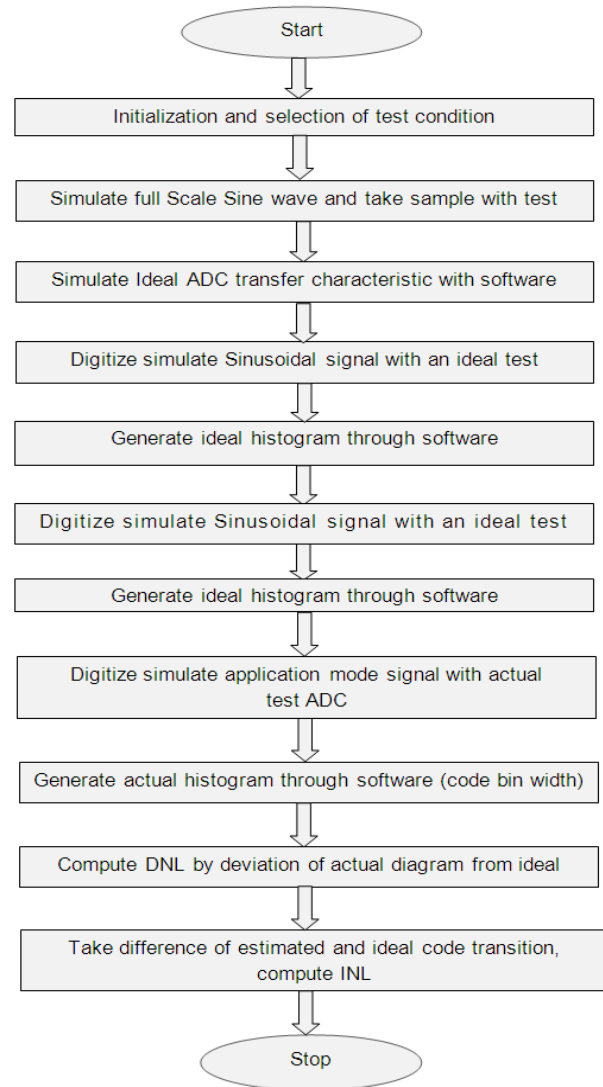 Start
Initialization and selection of test condition
Simulate full Scale Sine wave and take sample with test
Simulate Ideal ADC transfer characteristic with software
Digitize simulate Sinusoidal signal with an ideal test
Generate ideal histogram through software
Digitize simulate Sinusoidal signal with an ideal test
Generate ideal histogram through software
Digitize simulate application mode signal with actual
test ADC
Generate actual histogram through software (code bin width)
Compute DNL by deviation of actual diagram from ideal
Take difference of estimated and ideal code transition,
compute INL
Stop